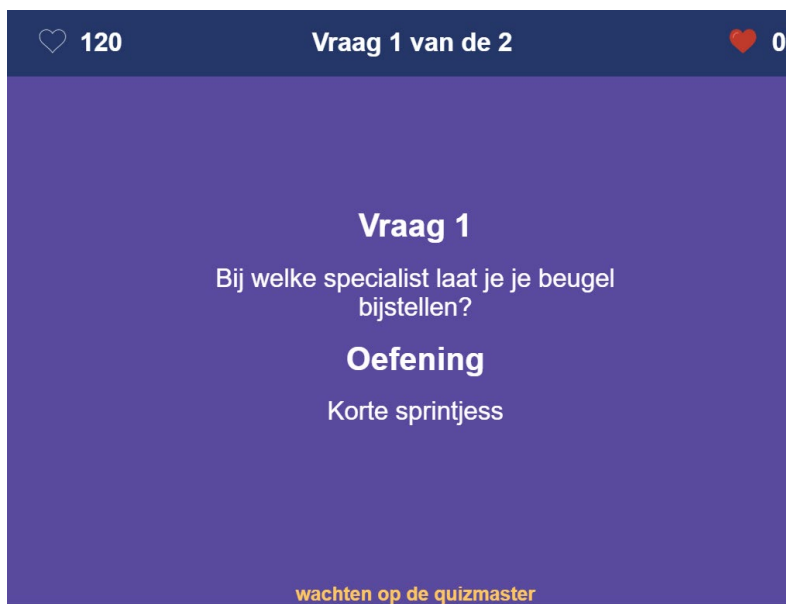 120 Vraag 1 van de 2 0
Vraag 1
Bij welke specialist laat je je beugel
bijstellen?
Oefening
Korte sprintjess
wachten op de quizmaster